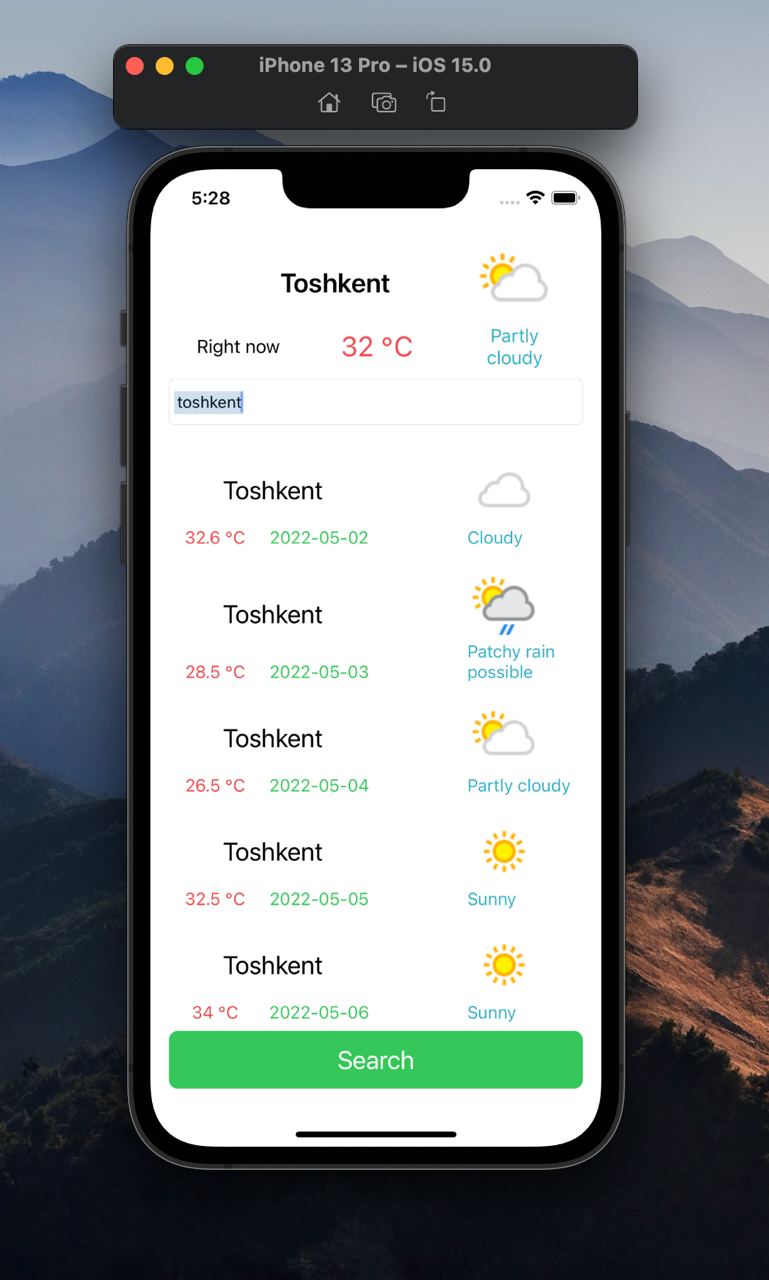 iPhone 13 Pro – iOS 15.0
5:28
Toshkent
Right now
32 °C
Partly
cloudy
toshkent
Toshkent
32.6 °C
2022-05-02
Cloudy
Toshkent
28.5 °C
2022-05-03
Patchy rain
possible
Toshkent
26.5 °C
2022-05-04
Partly cloudy
Toshkent
32.5 °C
2022-05-05
Sunny
Toshkent
34 °C
2022-05-06
Sunny
Search